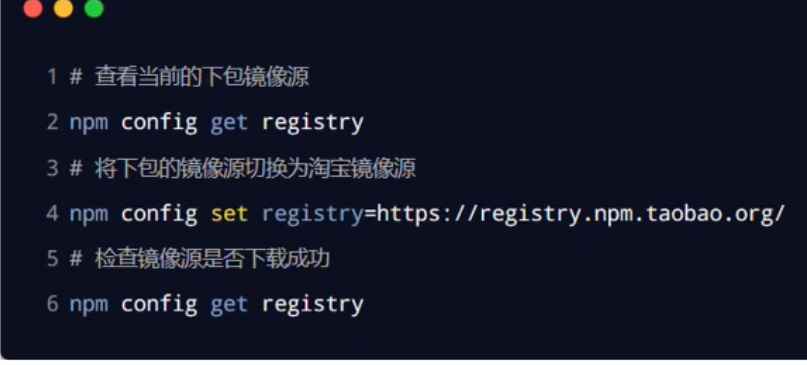 1 # 查看当前的下包镜像源
2 npm config get registry
3 # 将下包的镜像源切换为淘宝镜像源
4 npm config set registry=https://registry.npm.taobao.org/
5 # 检查镜像源是否下载成功
6 npm config get registry